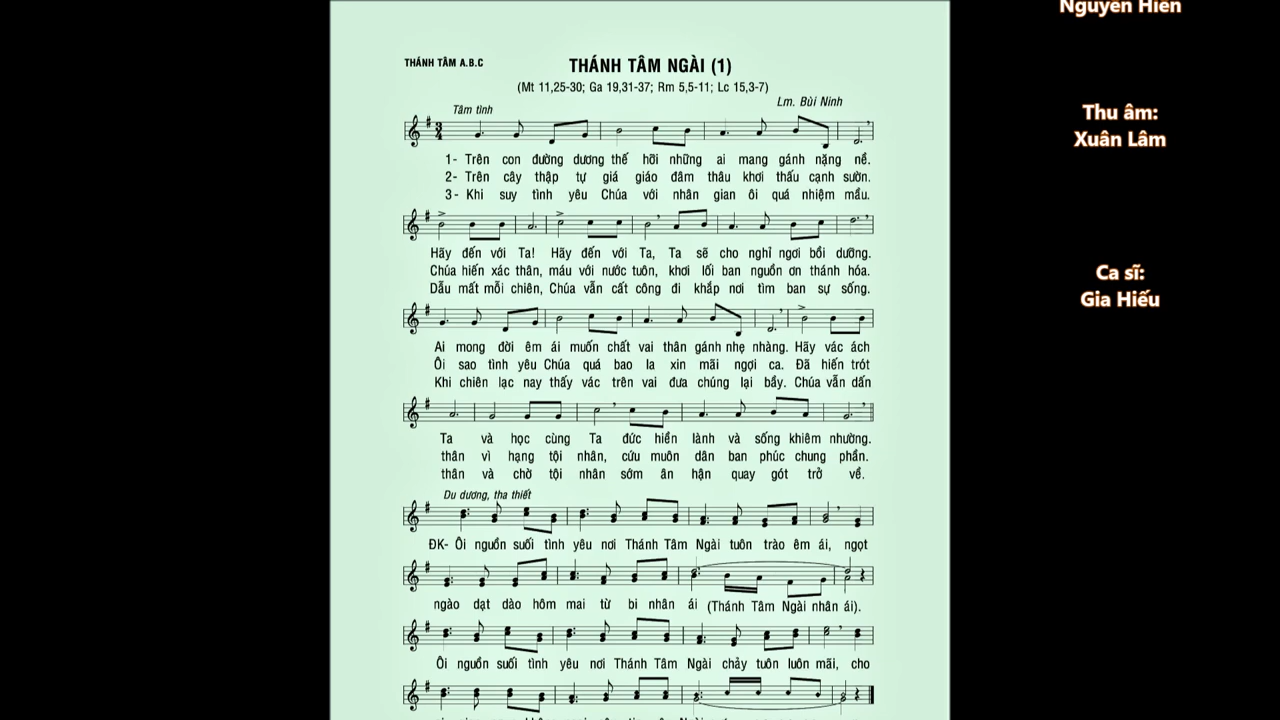 THÁNH TÂM A.B.C
THÁNH TÂM NGÀI (1)
(Mt 11,25-30; Ga 19,31-37; Rm 5,5-11; Lc 15,3-7)
Lm. Bùi Ninh
Tâm tình
1- Trên con đường dương thế hỡi những ai mang gánh nặng nề.
2- Trên cây thập tự giá giáo đâm thâu khơi thấu cạnh sườn.
3- Khi suy tình yêu Chúa với nhân gian ôi quá nhiệm mầu.
Hãy đến với Ta! Hãy đến với Ta, Ta sẽ cho nghỉ ngơi bồi dưỡng.
Chúa hiến xác thân, máu với nước tuôn, khơi lối ban nguồn ơn thánh hóa.
Dẫu mất mỗi chiên, Chúa vẫn cất công đi khắp nơi tìm ban sự sống.
Ai mong đời êm ái muốn chất vai thân gánh nhẹ nhàng. Hãy vác ách
Ôi sao tình yêu Chúa quá bao la xin mãi ngợi ca. Đã hiến trót
Khi chiên lạc nay thấy vác trên vai đưa chúng lại bầy. Chúa vẫn dấn
Ta và học cùng Ta đức hiền lành và sống khiêm nhường.
thân vì hạng tội nhân, cứu muôn dân ban phúc chung phần.
thân và chờ tội nhân sớm ăn hận quay gót trở về.
Du dương, tha thiết
ĐK- Ôi nguồn suối tình yêu nơi Thánh Tâm Ngài tuôn trào êm ái, ngọt
ngào dạt dào hôm mai từ bi nhân ái (Thánh Tâm Ngài nhân ái).
Ôi nguồn suối tình yêu nơi Thánh Tâm Ngài chảy tuôn luôn mãi, cho
Nguyễn Hiền
Thu âm:
Xuân Lâm
Ca sĩ:
Gia Hiếu